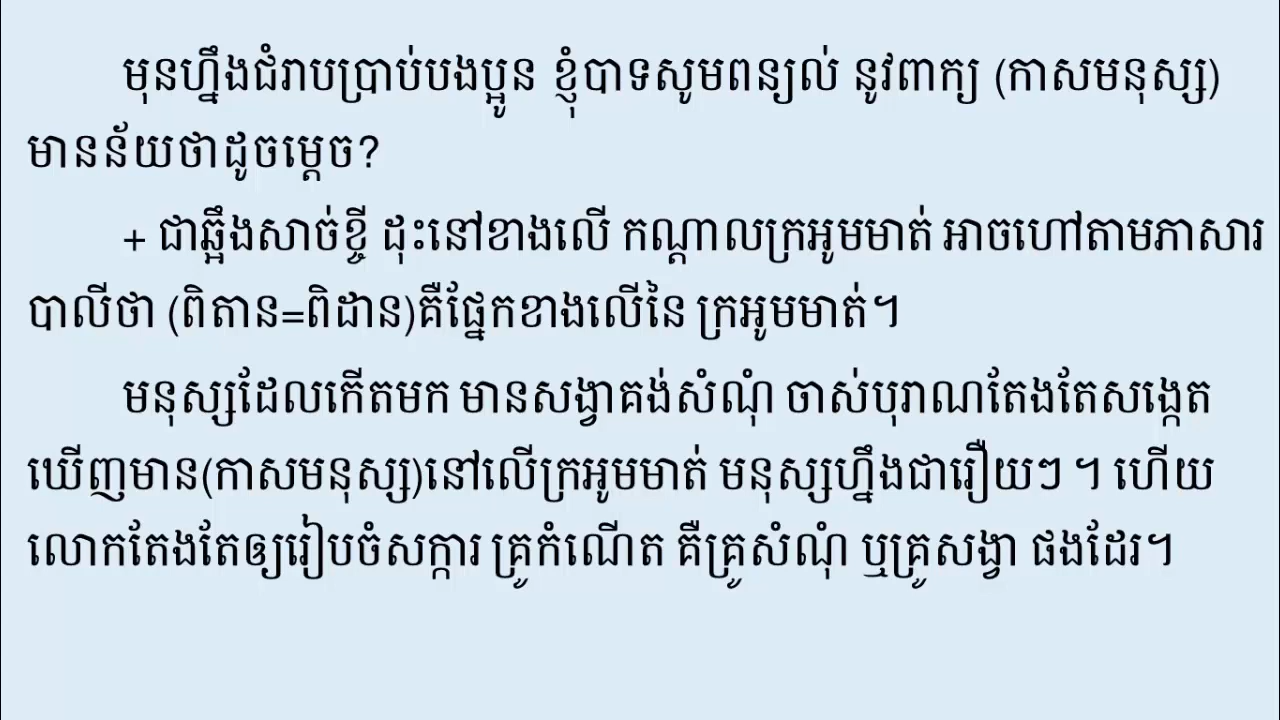 មុនហ្នឹងជំរាបប្រាប់បងប្អូន ខ្ញុំបាទសូមពន្យល់ នូវពាក្យ (កាសមនុស្ស)
មានន័យថាដូចម្តេច?
+ ជាឆ្អឹងសាច់ខ្ចី ដុះនៅខាងលើ កណ្តាលក្រអូមមាត់ អាចហៅតាមភាសារ
បាលីថា (ពិតាន=ពិដាន)គឺផ្នែកខាងលើនៃ ក្រអូមមាត់។
មនុស្សដែលកើតមក មានសង្វាគង់សំណុំ ចាស់បុរាណតែងតែសង្កេត
ឃើញមាន(កាសមនុស្ស)នៅលើក្រអូមមាត់ មនុស្សហ្នឹងជារឿយៗ ។ ហើយ
លោកតែងតែឲ្យរៀបចំសក្ការ គ្រូកំណើត គឺគ្រូសំណុំ ឬគ្រូសង្វា ផងដែរ។